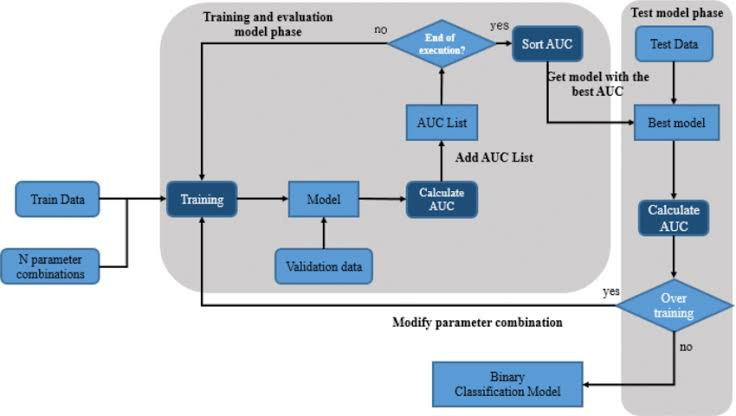 Training and evaluation
model phase
no
End of
execution?
yes
Sort AUC
Test model phase
Test Data
Get model with the
best AUC
AUC List
Best model
Add AUC List
Train Data
Training
Model
Calculate
AUC
Calculate
AUC
N parameter
combinations
Validation data
yes
Over
training
Modify parameter combination
no
Binary
Classification Model